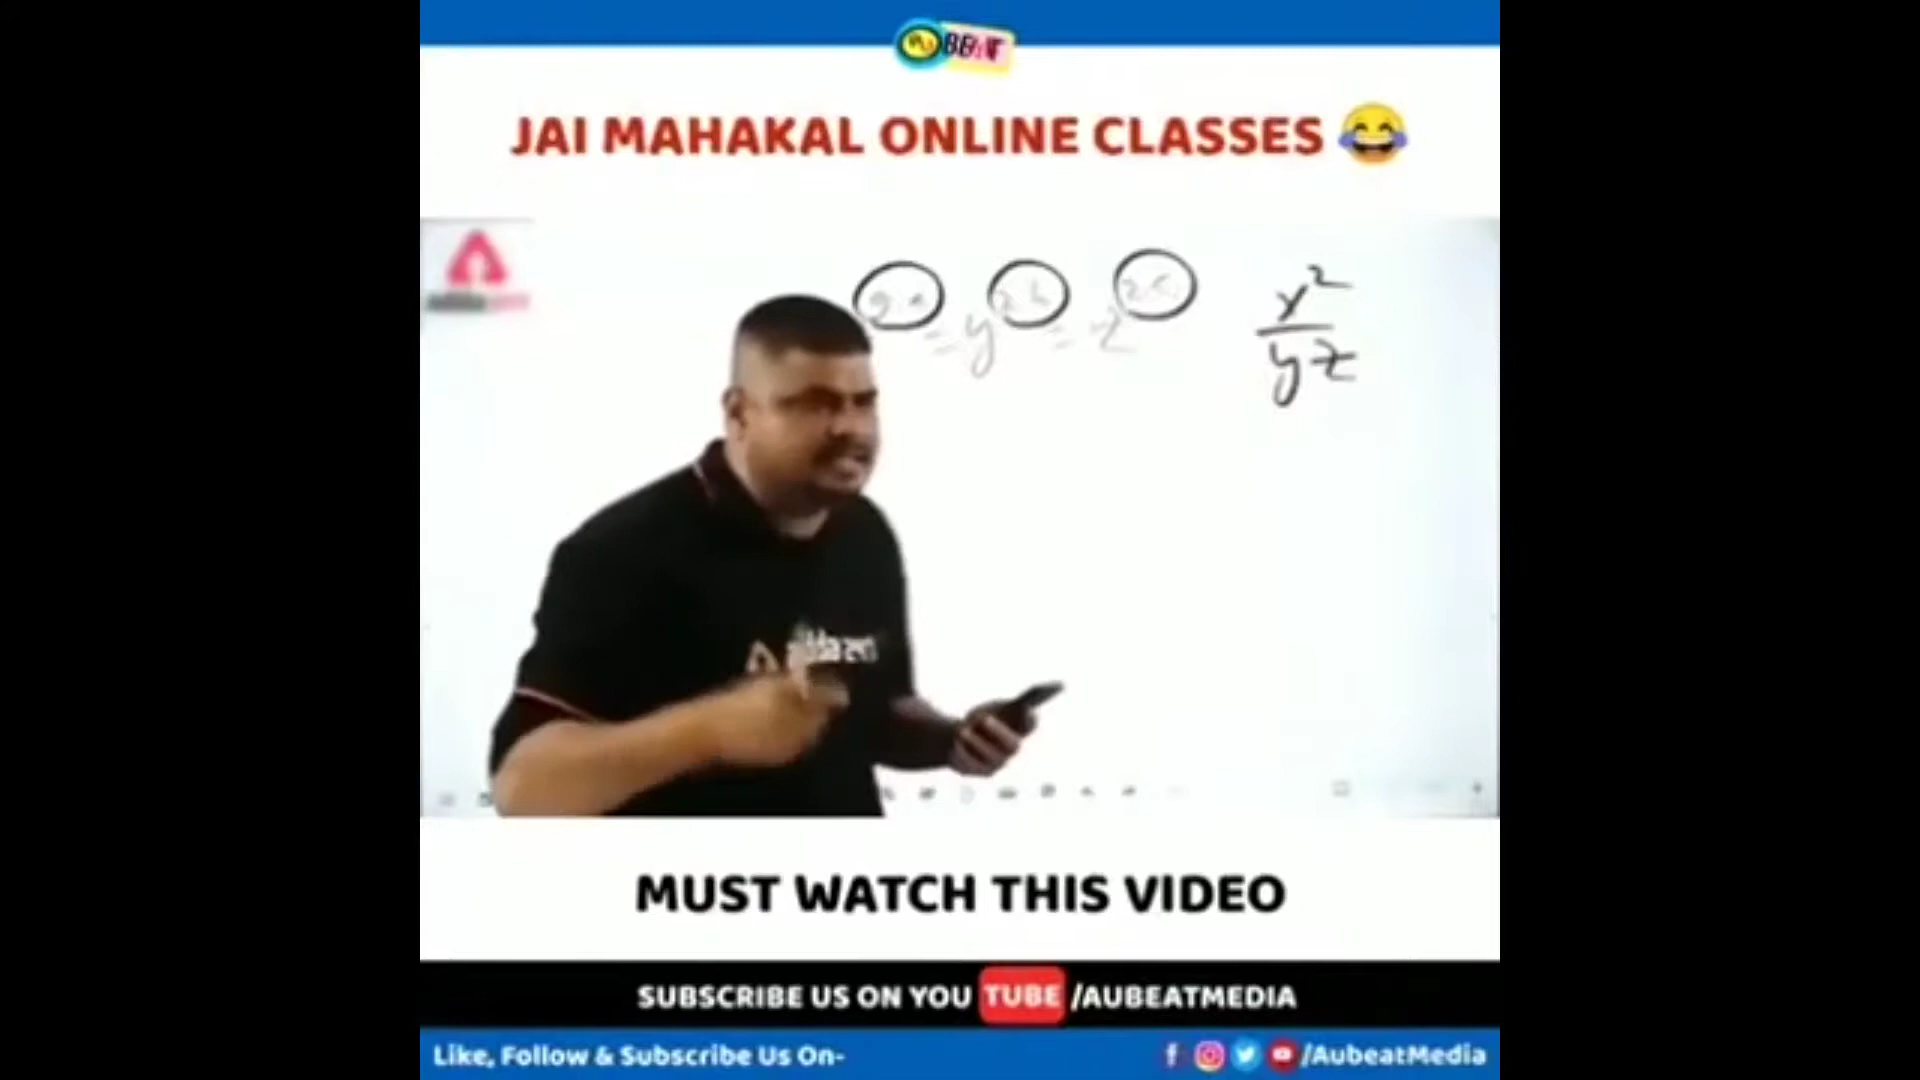 BEAT
JAI MAHAKAL ONLINE CLASSES 😂
= y = z
x²
yz
MUST WATCH THIS VIDEO
SUBSCRIBE US ON YOU TUBE /AUBEATMEDIA
Like, Follow & Subscribe Us On-
/AubeatMedia